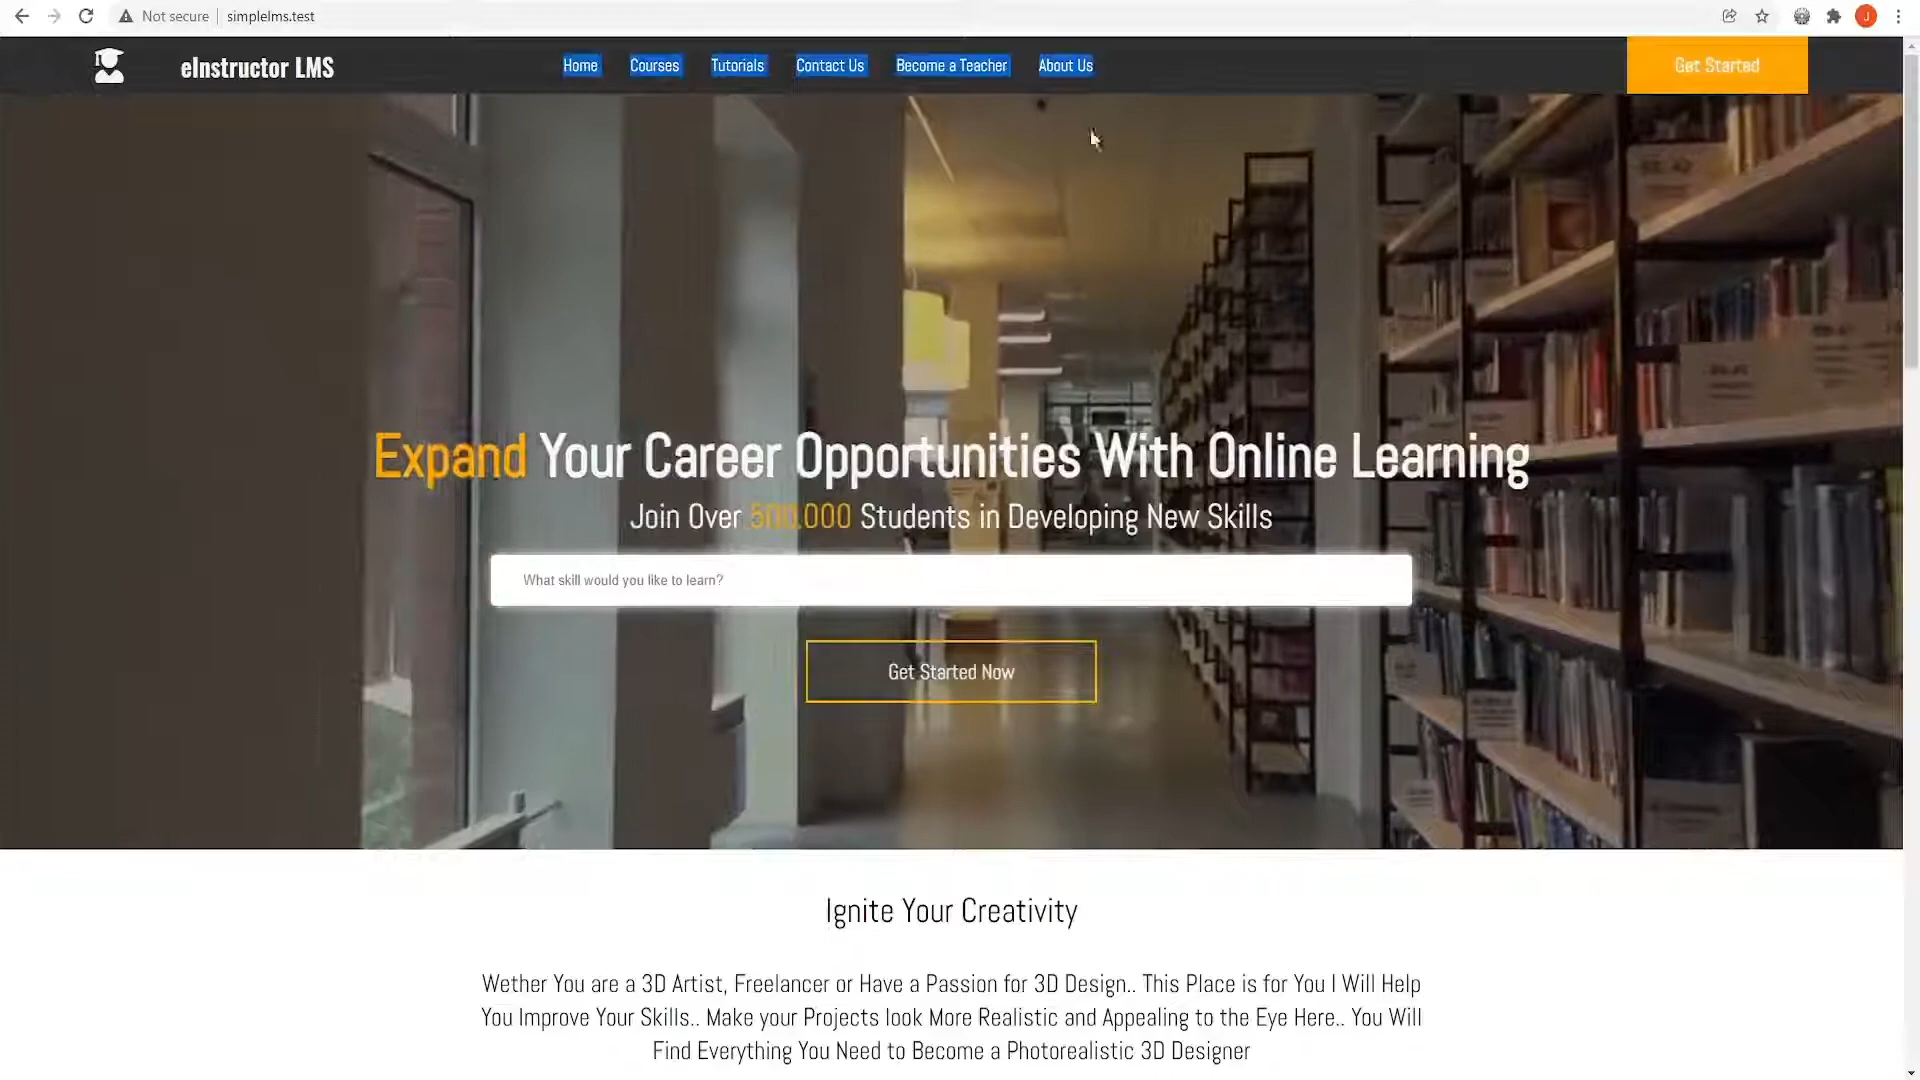 Not secure
simplelms.test
J
eInstructor LMS
Home
Courses
Tutorials
Contact Us
Become a Teacher
About Us
Get Started
Expand Your Career Opportunities With Online Learning
Join Over 500.000 Students in Developing New Skills
What skill would you like to learn?
Get Started Now
Ignite Your Creativity
Wether You are a 3D Artist, Freelancer or Have a Passion for 3D Design.. This Place is for You I Will Help
You Improve Your Skills.. Make your Projects look More Realistic and Appealing to the Eye Here.. You Will
Find Everything You Need to Become a Photorealistic 3D Designer